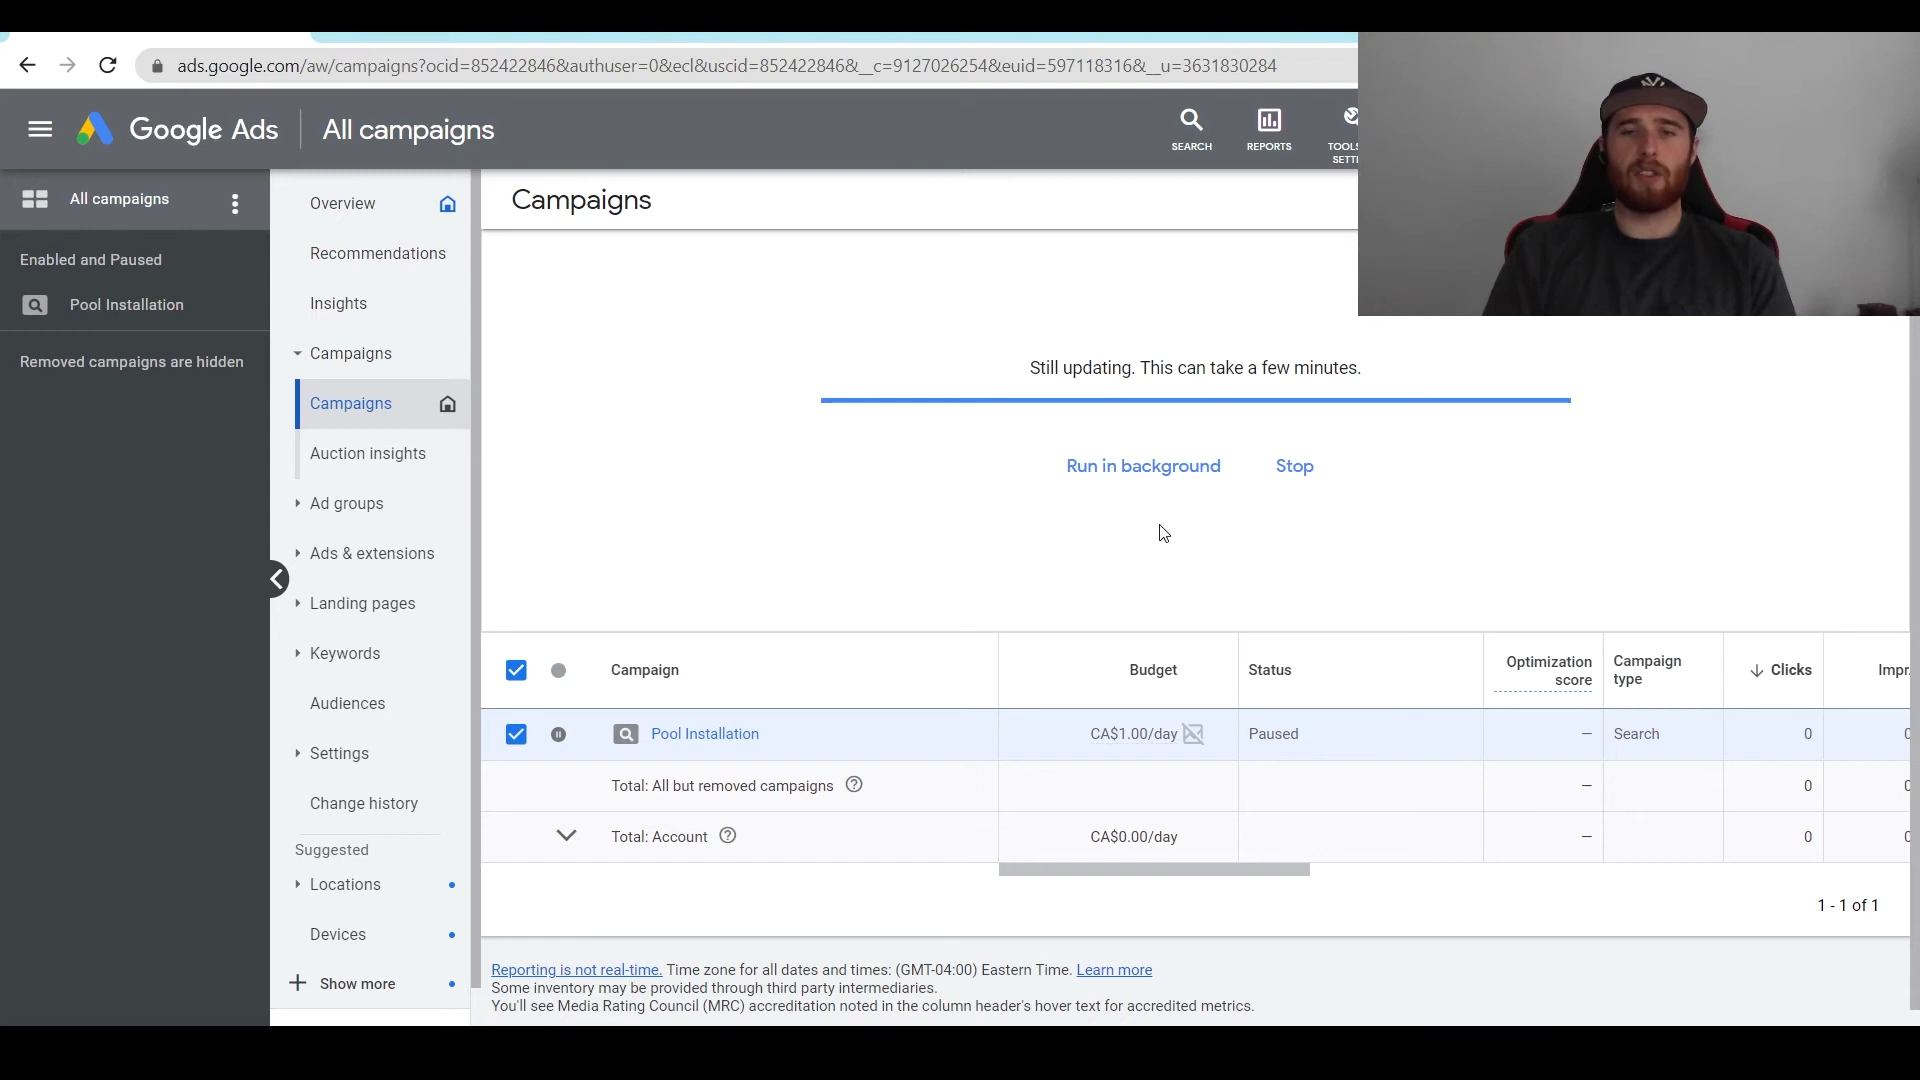 ads.google.com/aw/campaigns?ocid=852422846&authuser=0&ecl&uscid=852422846&__c=9127026254&euid=597118316&__u=3631830284
Google Ads
All campaigns
SEARCH
REPORTS
TOOLS
SETTI
All campaigns
Enabled and Paused
Pool Installation
Removed campaigns are hidden
Overview
Recommendations
Insights
Campaigns
Campaigns
Auction insights
Ad groups
Ads & extensions
Landing pages
Keywords
Audiences
Settings
Change history
Suggested
Locations
Devices
Show more
Campaigns
Still updating. This can take a few minutes.
Run in background Stop
Campaign Budget Status Optimization score Campaign type Clicks Impr.
Pool Installation CA$1.00/day Paused — Search 0 0
Total: All but removed campaigns — 0 0
Total: Account CA$0.00/day — 0 0
1 - 1 of 1
Reporting is not real-time. Time zone for all dates and times: (GMT-04:00) Eastern Time. Learn more
Some inventory may be provided through third party intermediaries.
You'll see Media Rating Council (MRC) accreditation noted in the column header's hover text for accredited metrics.